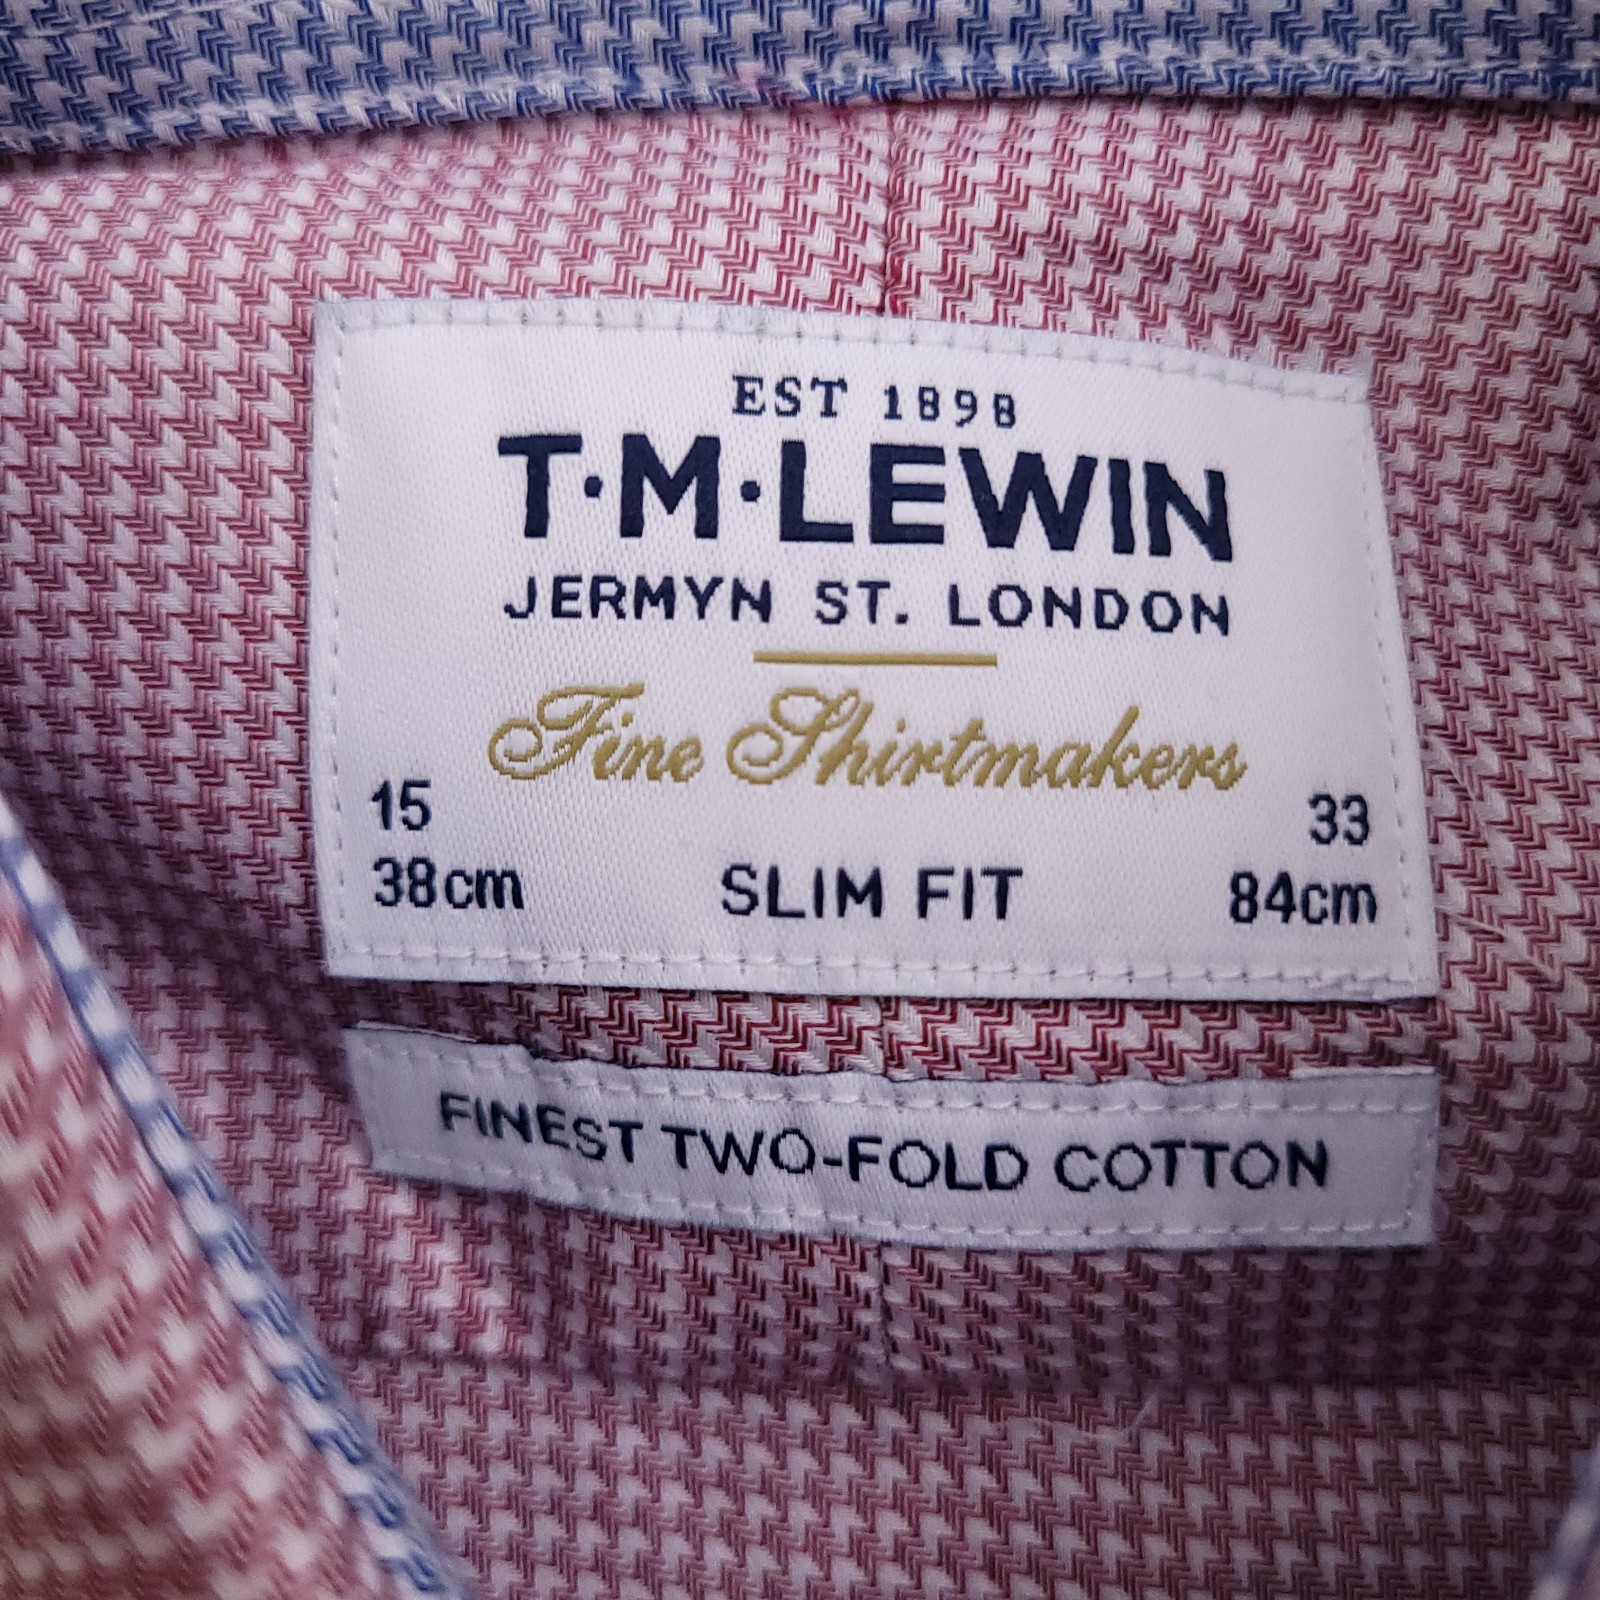 EST 1898
T·M·LEWIN
JERMYN ST. LONDON
Fine Shirtmakers
15 33
38cm SLIM FIT 84cm
FINEST TWO-FOLD COTTON